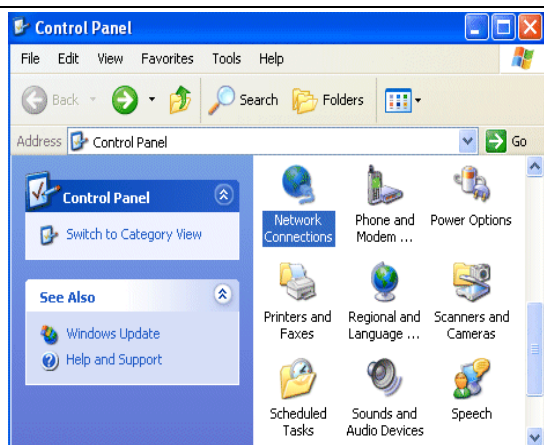 Control Panel
File Edit View Favorites Tools Help
Back Search Folders
Address Control Panel Go
Control Panel
Switch to Category View
See Also
Windows Update
Help and Support
Network Connections
Phone and Modem ...
Power Options
Printers and Faxes
Regional and Language ...
Scanners and Cameras
Scheduled Tasks
Sounds and Audio Devices
Speech